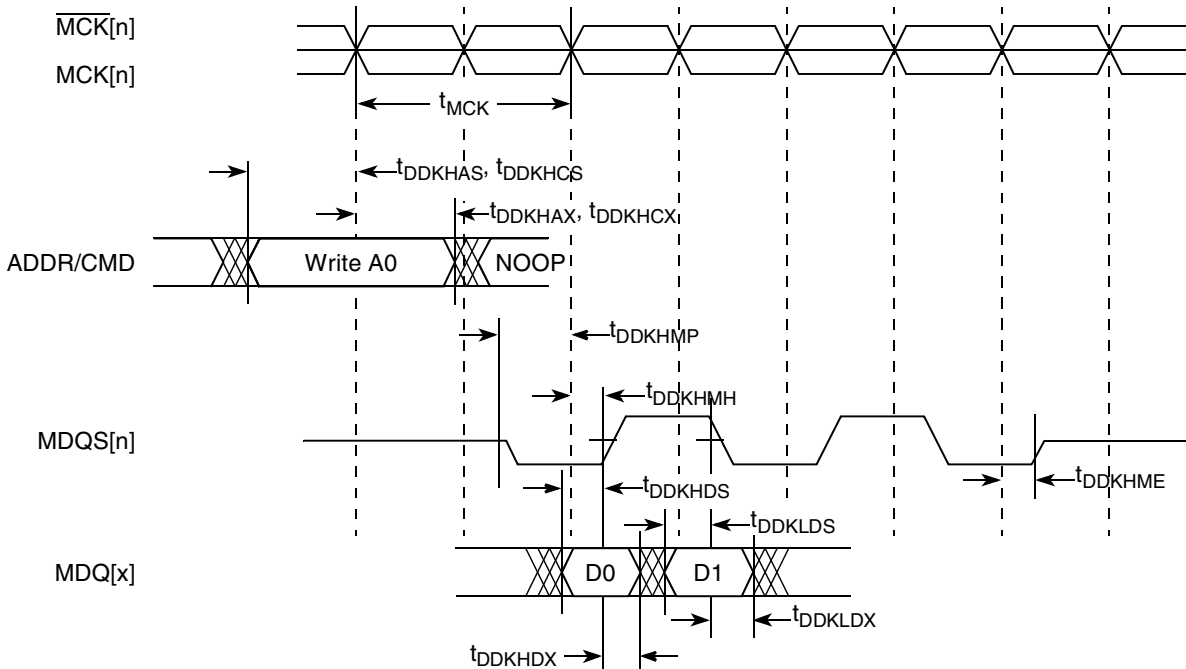 MCK[n]
MCK[n]
tMCK
tDDKHAS, tDDKHCS
tDDKHAX, tDDKHCX
ADDR/CMD
Write A0
NOOP
tDDKHMP
tDDKHMH
MDQS[n]
tDDKHDS
tDDKHME
tDDKLDS
MDQ[x]
D0
D1
tDDKLDX
tDDKHDX